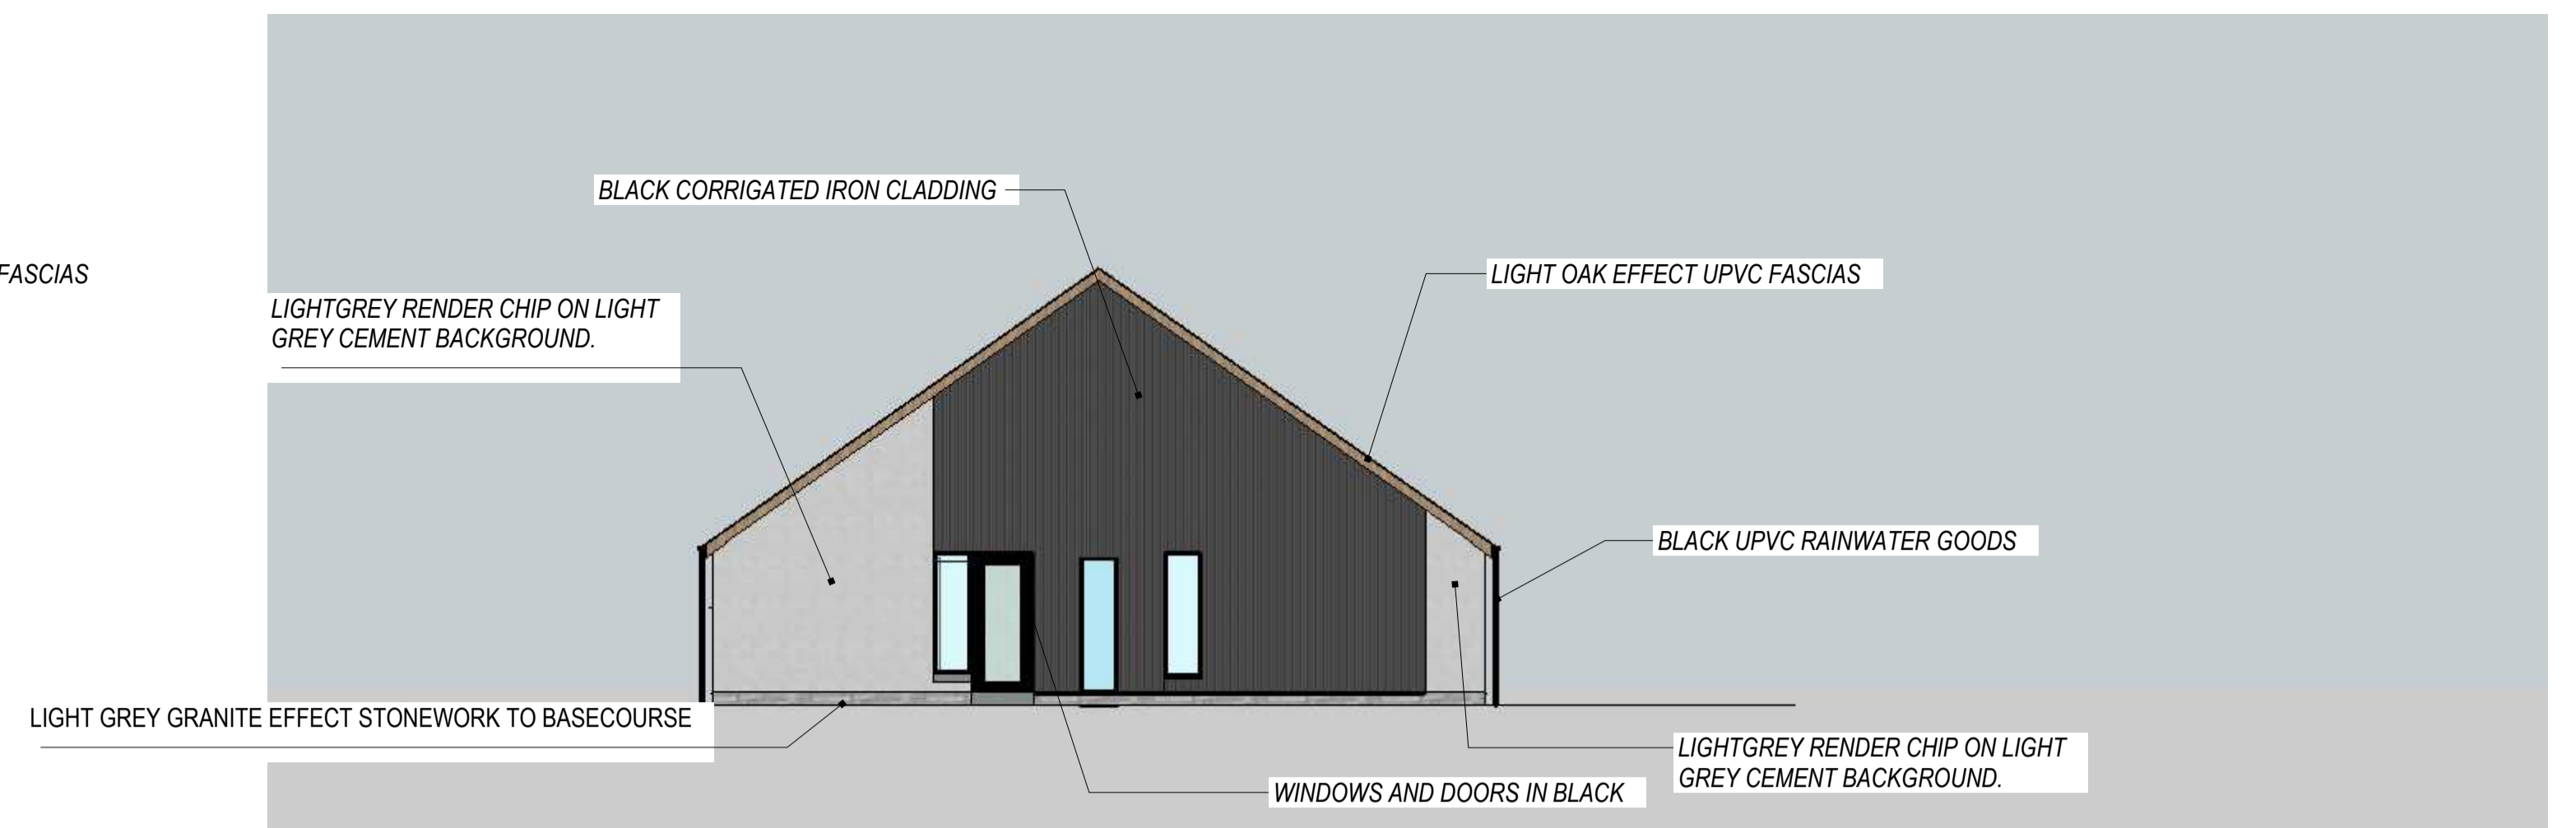 BLACK CORRIGATED IRON CLADDING
FASCIAS
LIGHT OAK EFFECT UPVC FASCIAS
LIGHTGREY RENDER CHIP ON LIGHT
GREY CEMENT BACKGROUND.
BLACK UPVC RAINWATER GOODS
LIGHT GREY GRANITE EFFECT STONEWORK TO BASECOURSE
LIGHTGREY RENDER CHIP ON LIGHT
GREY CEMENT BACKGROUND.
WINDOWS AND DOORS IN BLACK